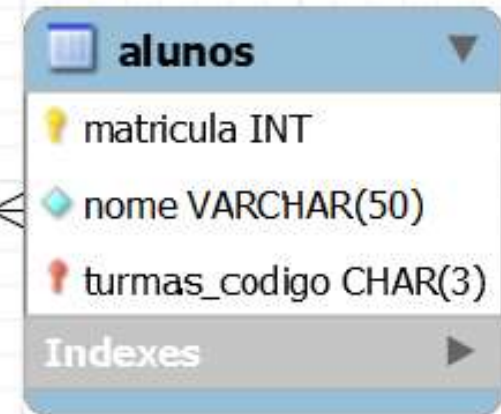 alunos
matricula INT
nome VARCHAR(50)
turmas_codigo CHAR(3)
Indexes